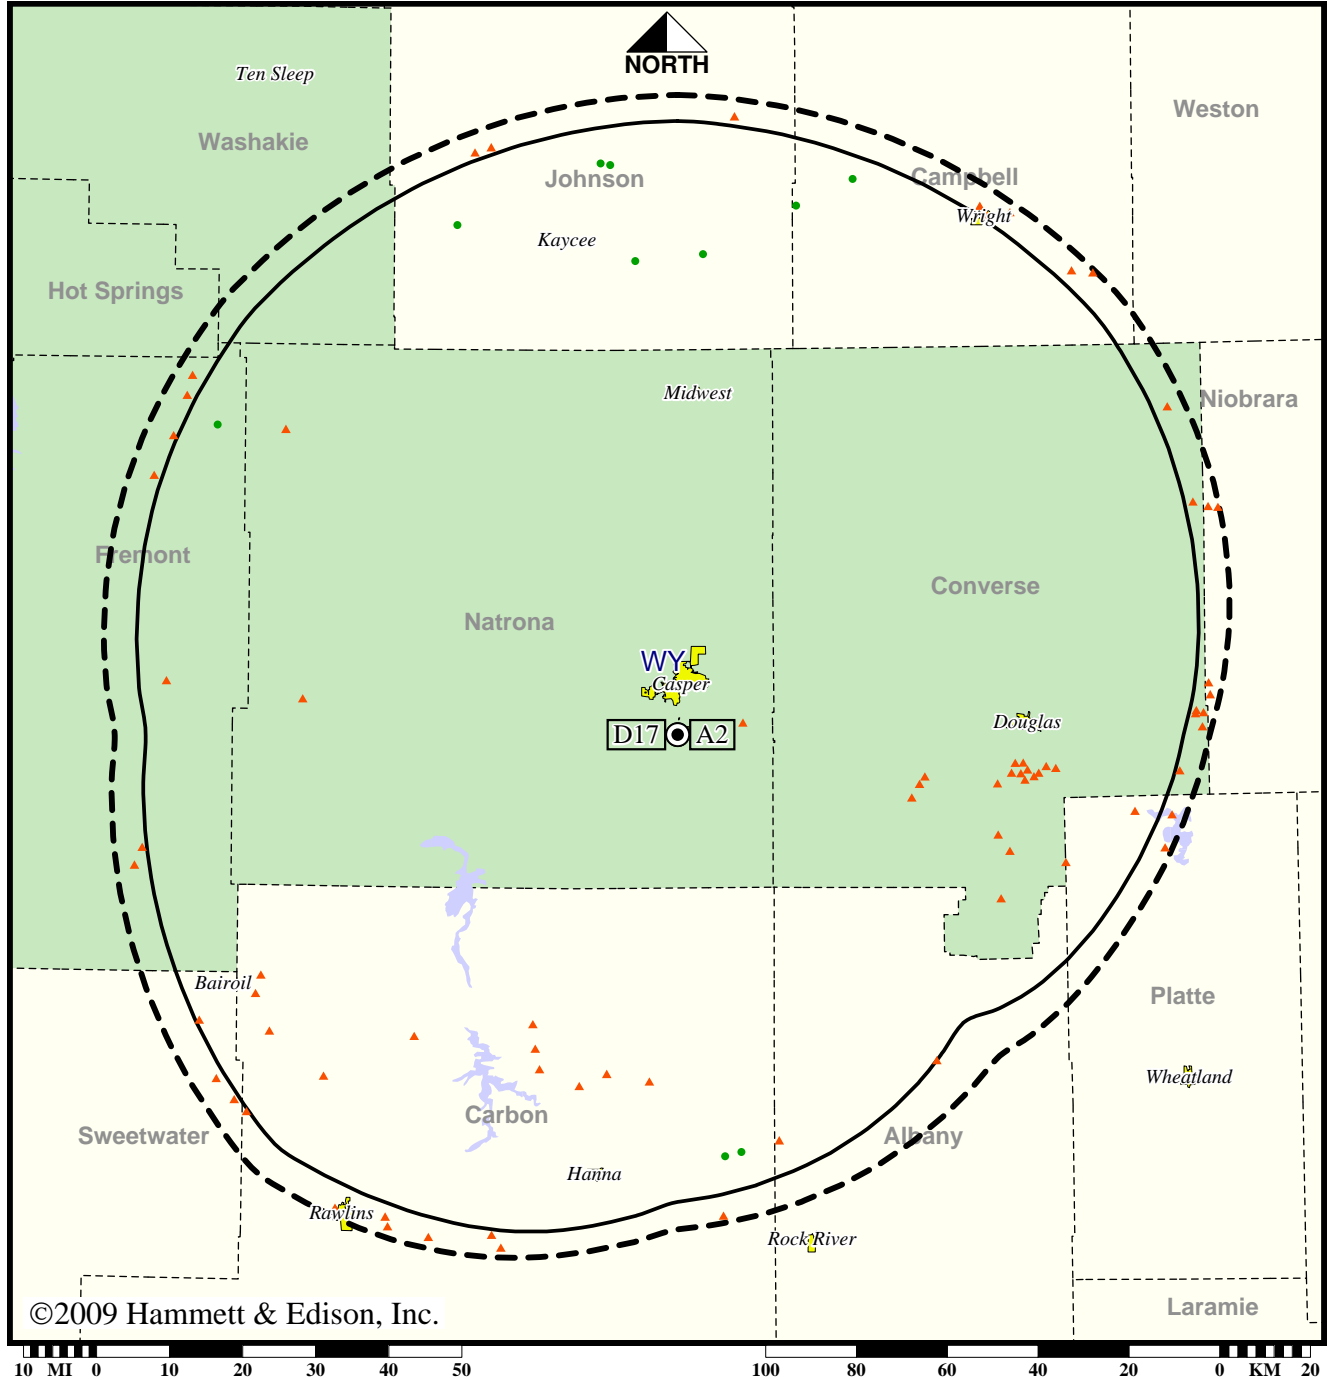 NORTH
Ten Sleep
Weston
Washakie
Johnson
Campbell
Wright
Kaycee
Hot Springs
Midwest
Niobrara
Fremont
Converse
Natrona
WY
Casper
Douglas
D17 A2
Bairoil
Platte
Wheatland
Carbon
Sweetwater
Albany
Hanna
Rawlins
Rock River
©2009 Hammett & Edison, Inc.
Laramie
10 MI 0 10 20 30 40 50 100 80 60 40 20 0 KM 20